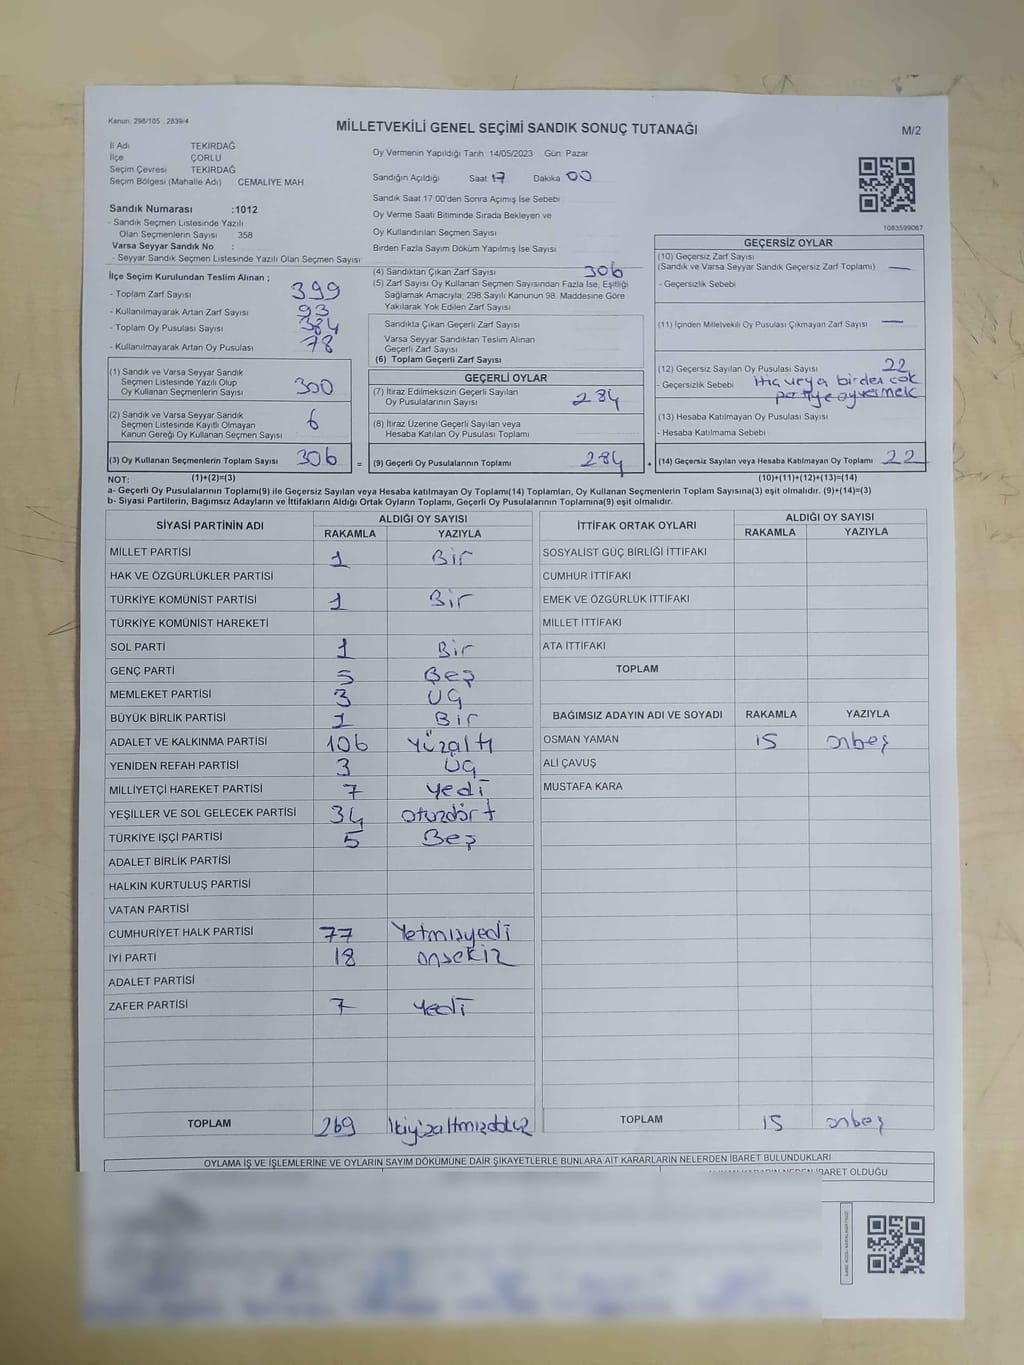 Kanun: 298/105 : 2839/4
MİLLETVEKİLİ GENEL SEÇİMİ SANDIK SONUÇ TUTANAĞI
M/2
İl Adı TEKİRDAĞ
İlçe ÇORLU
Seçim Çevresi TEKİRDAĞ
Seçim Bölgesi (Mahalle Adı) : CEMALİYE MAH
Sandık Numarası :1012
- Sandık Seçmen Listesinde Yazılı
Olan Seçmenlerin Sayısı 358
Varsa Seyyar Sandık No :
- Seyyar Sandık Seçmen Listesinde Yazılı Olan Seçmen Sayısı
Oy Vermenin Yapıldığı Tarih :14/05/2023 Gün: Pazar
Sandığın Açıldığı Saat 17 Dakika 00
Sandık Saat 17:00'den Sonra Açımış İse Sebebi
Oy Verme Saati Bitiminde Sırada Bekleyen ve
Oy Kullandırılan Seçmen Sayısı
Birden Fazla Sayım Döküm Yapılmış İse Sayısı
1083599067
İlçe Seçim Kurulundan Teslim Alınan ;
- Toplam Zarf Sayısı 399
- Kullanılmayarak Artan Zarf Sayısı 93
- Toplam Oy Pusulası Sayısı 384
- Kullanılmayarak Artan Oy Pusulası 78
(1) Sandık ve Varsa Seyyar Sandık
Seçmen Listesinde Yazılı Olup
Oy Kullanan Seçmenlerin Sayısı 300
(2) Sandık ve Varsa Seyyar Sandık
Seçmen Listesinde Kayıtlı Olmayan
Kanun Gereği Oy Kullanan Seçmen Sayısı 6
(3) Oy Kullanan Seçmenlerin Toplam Sayısı 306
(4) Sandıktan Çıkan Zarf Sayısı 306
(5) Zarf Sayısı Oy Kullanan Seçmen Sayısından Fazla İse, Eşitliği
Sağlamak Amacıyla; 298 Sayılı Kanunun 98. Maddesine Göre
Yakılarak Yok Edilen Zarf Sayısı
Sandıkta Çıkan Geçerli Zarf Sayısı
Varsa Seyyar Sandıktan Teslim Alınan
Geçerli Zarf Sayısı
(6) Toplam Geçerli Zarf Sayısı
GEÇERLİ OYLAR
(7) İtiraz Edilmeksizin Geçerli Sayılan
Oy Pusulalarının Sayısı 284
(8) İtiraz Üzerine Geçerli Sayılan veya
Hesaba Katılan Oy Pusulası Toplamı
= (9) Geçerli Oy Pusulalarının Toplamı 284 +
GEÇERSİZ OYLAR
(10) Geçersiz Zarf Sayısı
(Sandık ve Varsa Seyyar Sandık Geçersiz Zarf Toplamı) —
- Geçersizlik Sebebi
(11) İçinden Milletvekili Oy Pusulası Çıkmayan Zarf Sayısı —
(12) Geçersiz Sayılan Oy Pusulası Sayısı 22
- Geçersizlik Sebebi birden çok
partiye oy vermek
(13) Hesaba Katılmayan Oy Pusulası Sayısı
- Hesaba Katılmama Sebebi
(14) Geçersiz Sayılan veya Hesaba Katılmayan Oy Toplamı 22
NOT: (1)+(2)=(3) (10)+(11)+(12)+(13)=(14)
a- Geçerli Oy Pusulalarının Toplamı(9) ile Geçersiz Sayılan veya Hesaba katılmayan Oy Toplamı(14) Toplamları, Oy Kullanan Seçmenlerin Toplam Sayısına(3) eşit olmalıdır. (9)+(14)=(3)
b- Siyasi Partilerin, Bağımsız Adayların ve İttifakların Aldığı Ortak Oyların Toplamı, Geçerli Oy Pusulalarının Toplamına(9) eşit olmalıdır.
SİYASİ PARTİNİN ADI ALDIĞI OY SAYISI
RAKAMLA YAZIYLA
MİLLET PARTİSİ 1 Bir
HAK VE ÖZGÜRLÜKLER PARTİSİ
TÜRKİYE KOMÜNİST PARTİSİ 1 Bir
TÜRKİYE KOMÜNİST HAREKETİ
SOL PARTİ 1 Bir
GENÇ PARTİ 5 Beş
MEMLEKET PARTİSİ 3 Üç
BÜYÜK BİRLİK PARTİSİ 1 Bir
ADALET VE KALKINMA PARTİSİ 106 Yüzaltı
YENİDEN REFAH PARTİSİ 3 Üç
MİLLİYETÇİ HAREKET PARTİSİ 7 Yedi
YEŞİLLER VE SOL GELECEK PARTİSİ 34 otuzdört
TÜRKİYE İŞÇİ PARTİSİ 5 Beş
ADALET BİRLİK PARTİSİ
HALKIN KURTULUŞ PARTİSİ
VATAN PARTİSİ
CUMHURİYET HALK PARTİSİ 77 Yetmişyedi
İYİ PARTİ 18 onsekiz
ADALET PARTİSİ
ZAFER PARTİSİ 7 Yedi
TOPLAM 269 ikiyüzaltmışdokuz
İTTİFAK ORTAK OYLARI ALDIĞI OY SAYISI
RAKAMLA YAZIYLA
SOSYALİST GÜÇ BİRLİĞİ İTTİFAKI
CUMHUR İTTİFAKI
EMEK VE ÖZGÜRLÜK İTTİFAKI
MİLLET İTTİFAKI
ATA İTTİFAKI
TOPLAM
BAĞIMSIZ ADAYIN ADI VE SOYADI RAKAMLA YAZIYLA
OSMAN YAMAN 15 onbeş
ALİ ÇAVUŞ
MUSTAFA KARA
TOPLAM 15 onbeş
OYLAMA İŞ VE İŞLEMLERİNE VE OYLARIN SAYIM DÖKÜMÜNE DAİR ŞİKAYETLERLE BUNLARA AİT KARARLARIN NELERDEN İBARET BULUNDUKLARI
NEDEN İBARET OLDUĞU